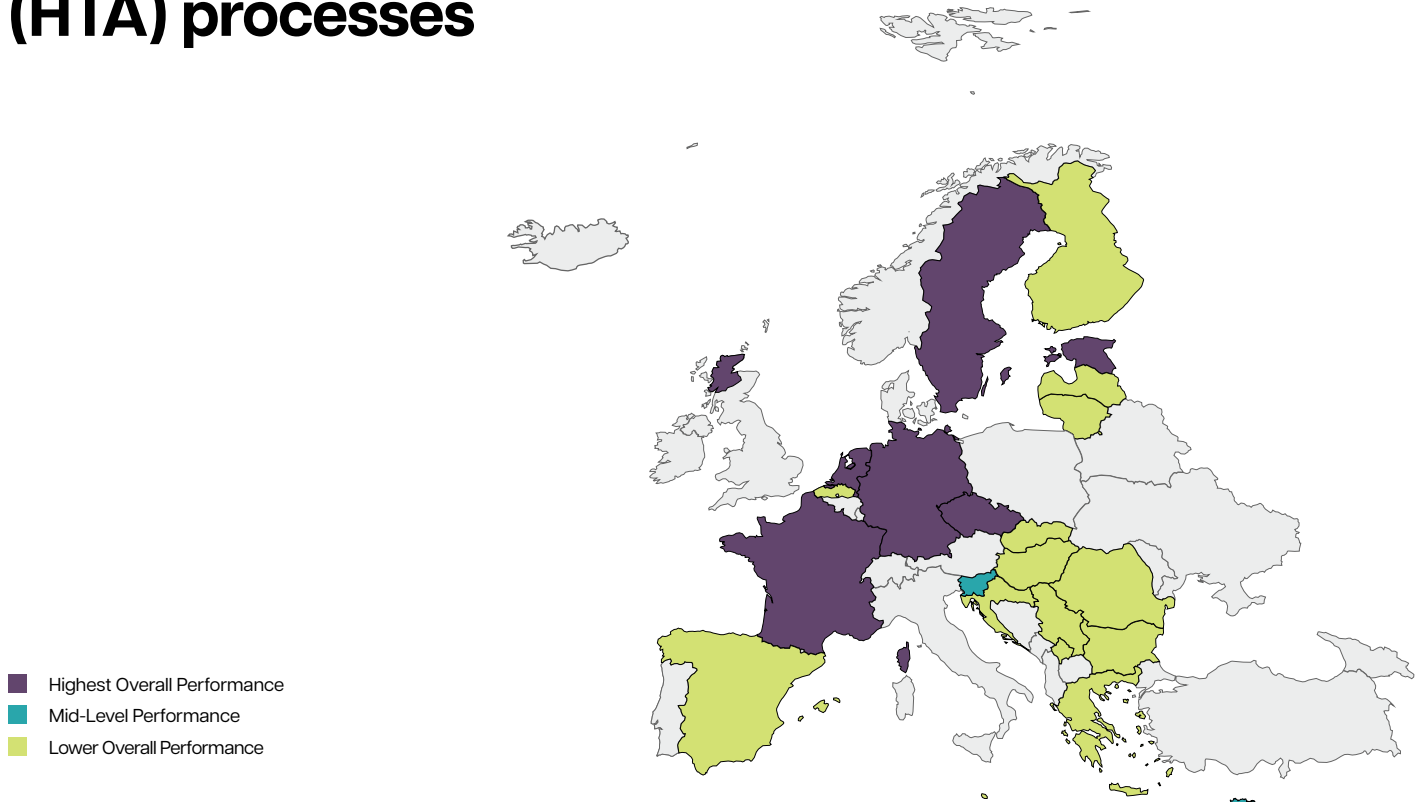 (HTA) processes
Highest Overall Performance
Mid-Level Performance
Lower Overall Performance